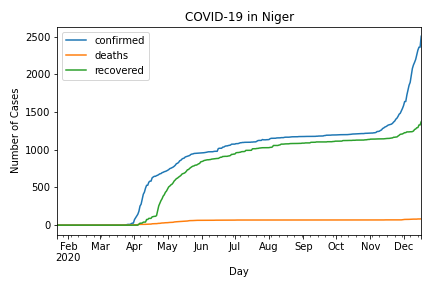 COVID-19 in Niger
confirmed
deaths
recovered
2500
2000
1500
1000
500
0
Number of Cases
Feb Mar Apr May Jun Jul Aug Sep Oct Nov Dec
2020
Day